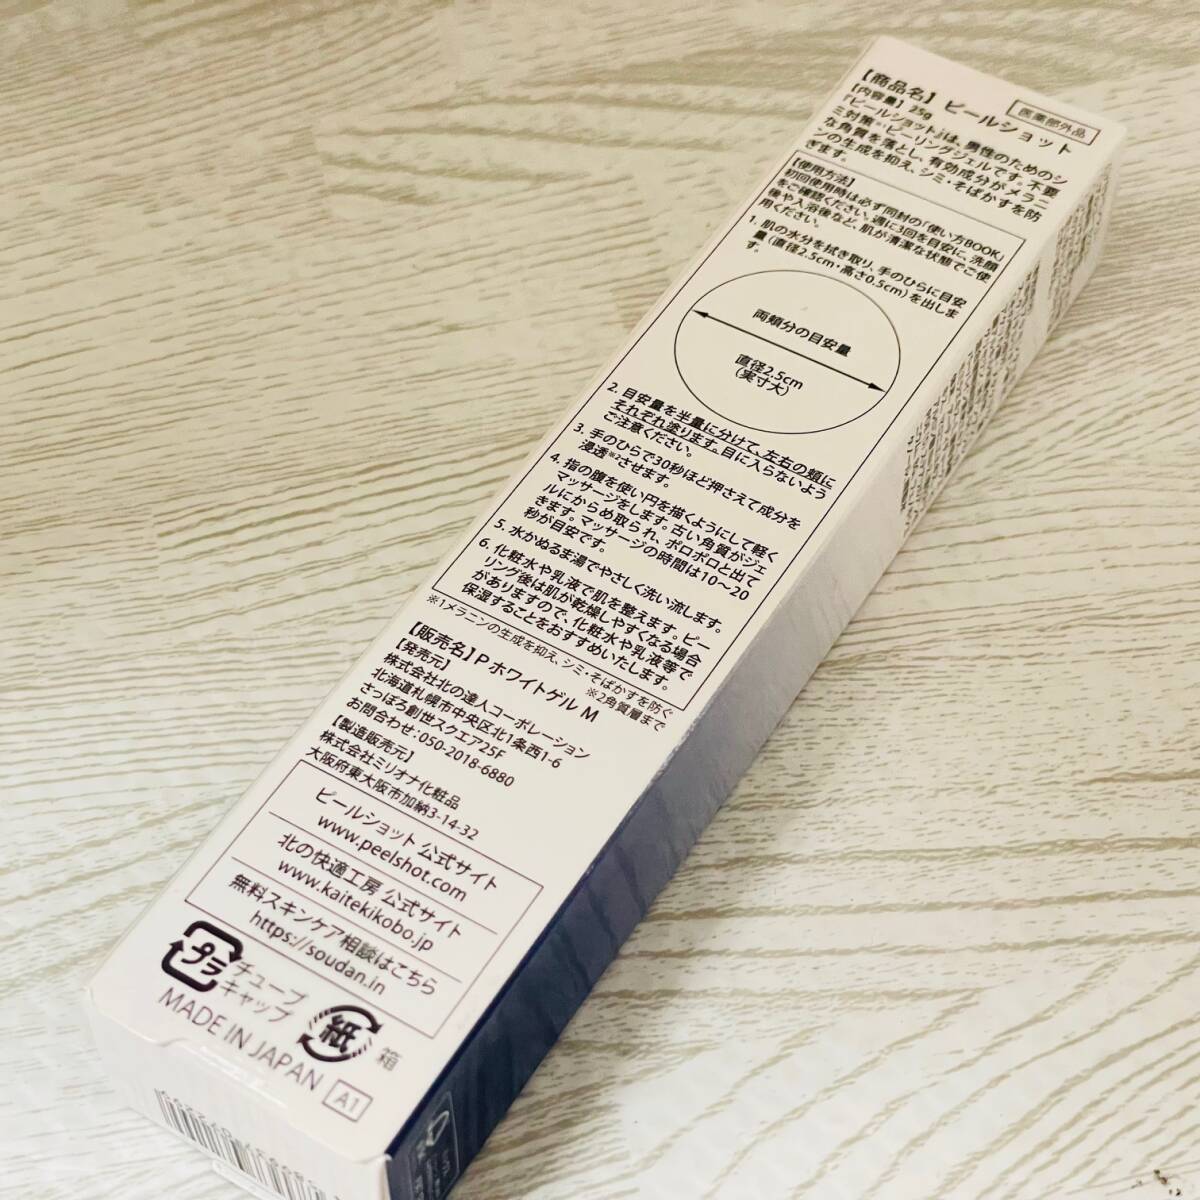 医薬部外品
【商品名】ピールショット
【内容量】25g
『ピールショット』は、男性のためのシ
ミ対策※1ピーリングジェルです。不要
な角質を落とし、有効成分がメラニ
ンの生成を抑え、シミ・そばかすを防
ぎます。
【使用方法】
初回使用時は必ず同封の「使い方BOOK」
をご確認ください。週に3回を目安に、洗顔
後や入浴後など、肌が清潔な状態でご使
用ください。
1. 肌の水分を拭き取り、手のひらに目安
量(直径2.5cm・高さ0.5cm)を出しま
す。
両頬分の目安量
直径2.5cm
(実寸大)
2. 目安量を半量に分けて、左右の頬に
それぞれ塗ります。目に入らないよう
ご注意ください。
3. 手のひらで30秒ほど押さえて成分を
浸透※2させます。
4. 指の腹を使い円を描くようにして軽く
マッサージをします。古い角質がジェ
ルにからめ取られ、ポロポロと出て
きます。マッサージの時間は10〜20
秒が目安です。
5. 水かぬるま湯でやさしく洗い流します。
6. 化粧水や乳液で肌を整えます。ピー
リング後は肌が乾燥しやすくなる場合
がありますので、化粧水や乳液等で
保湿することをおすすめいたします。
※1メラニンの生成を抑え、シミ・そばかすを防ぐ
※2角質層まで
【販売名】P ホワイトゲル M
【発売元】
株式会社北の達人コーポレーション
北海道札幌市中央区北1条西1-6
さっぽろ創世スクエア25F
お問合わせ:050-2018-6880
【製造販売元】
株式会社ミリオナ化粧品
大阪府東大阪市加納3-14-32
ピールショット 公式サイト
www.peelshot.com
北の快適工房 公式サイト
www.kaitekikobo.jp
無料スキンケア相談はこちら
https://soudan.in
プラ
チューブ
キャップ
紙
箱
MADE IN JAPAN
A1